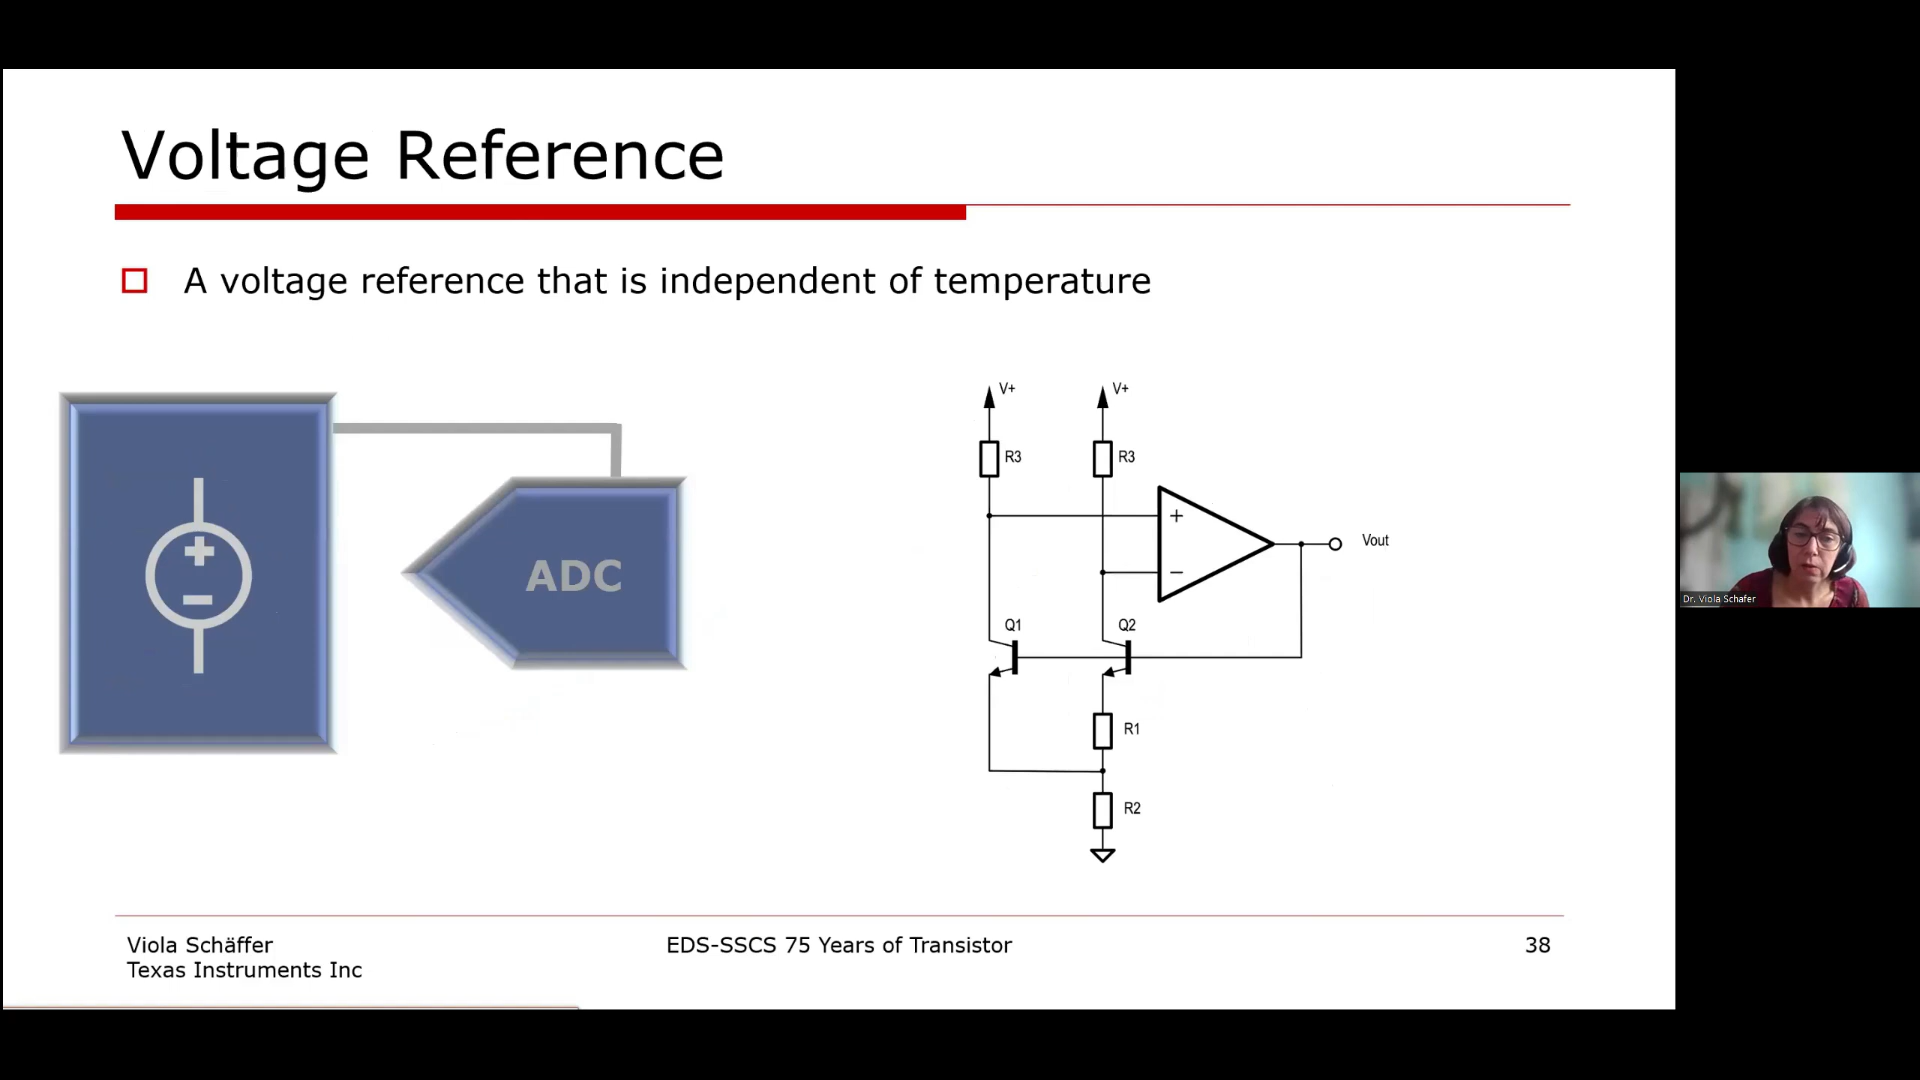 Voltage Reference
A voltage reference that is independent of temperature
V+
V+
R3
R3
+
−
Vout
ADC
+
−
Q1
Q2
R1
R2
Dr. Viola Schafer
Viola Schäffer
Texas Instruments Inc
EDS-SSCS 75 Years of Transistor
38